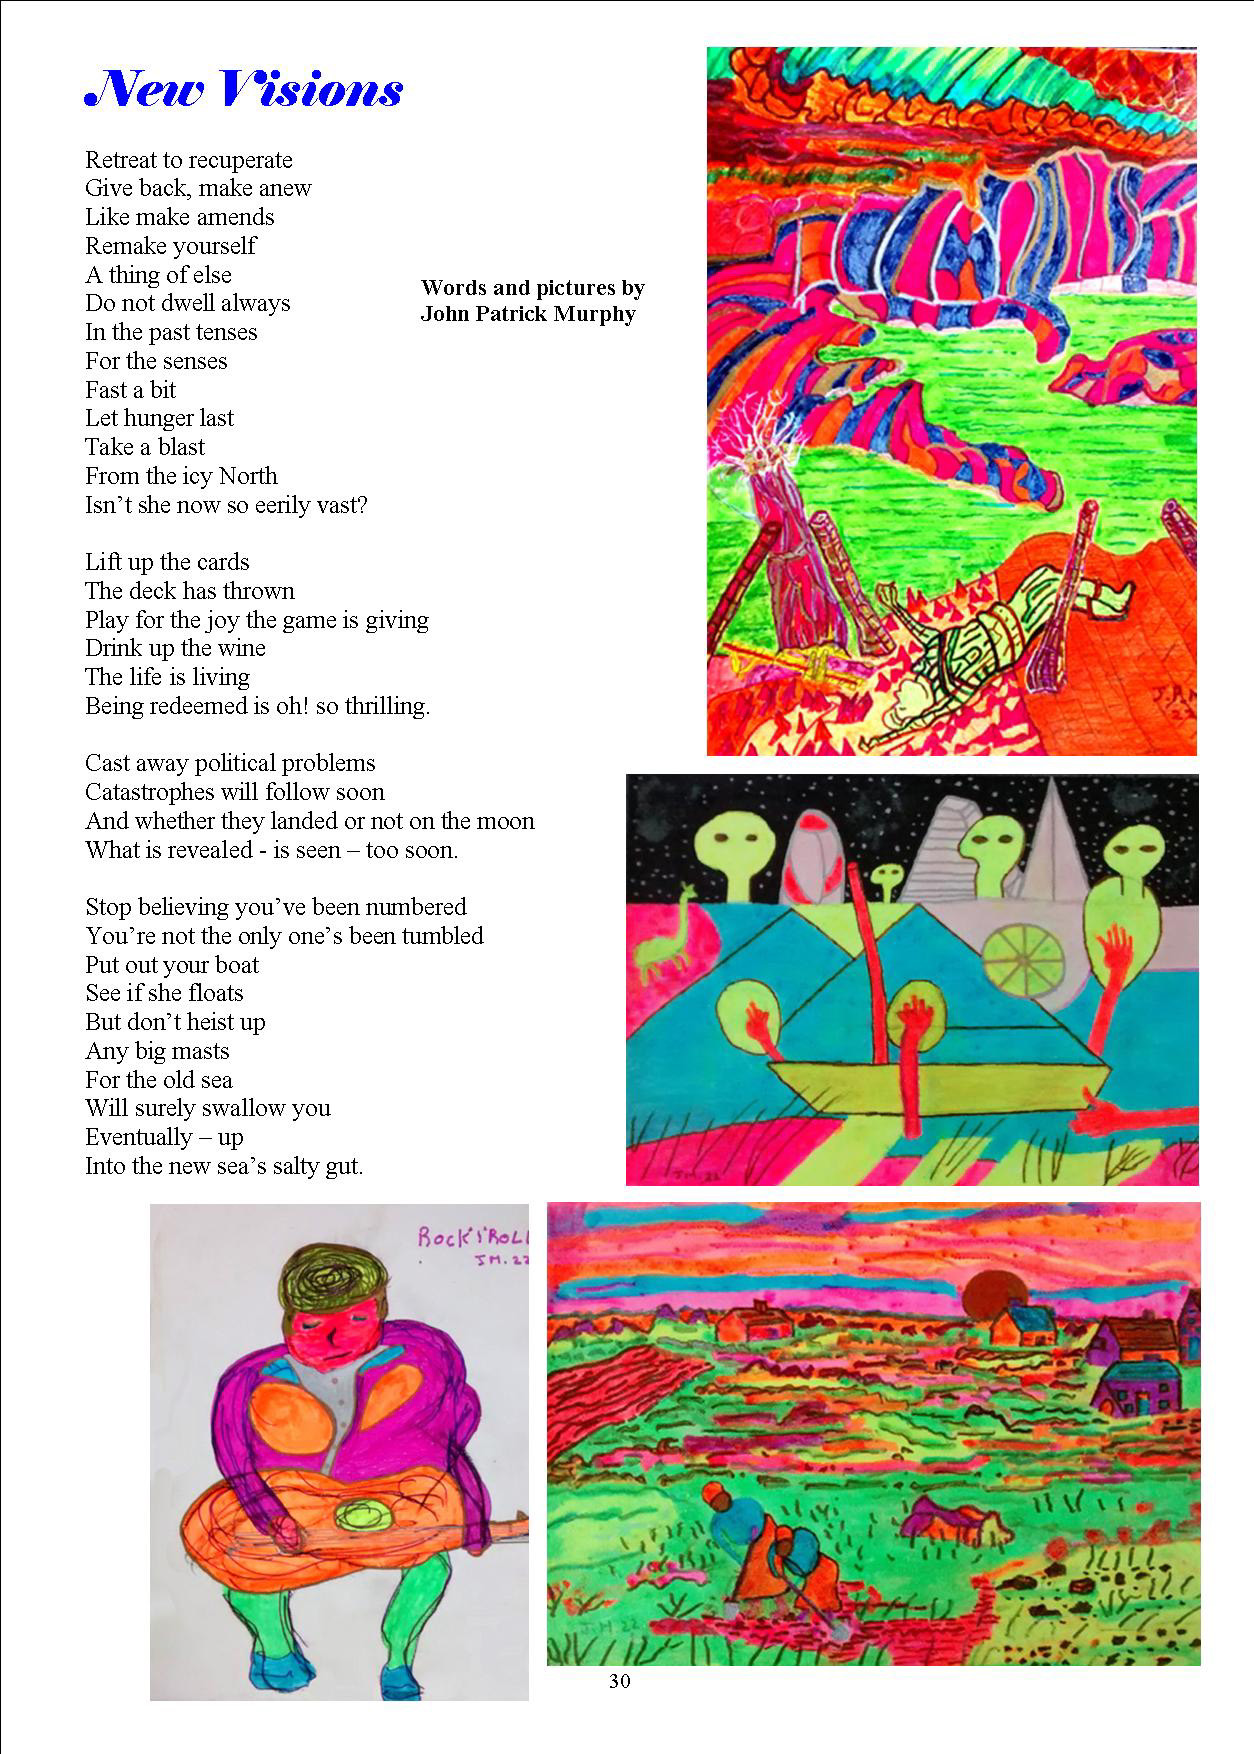 New Visions
Retreat to recuperate
Give back, make anew
Like make amends
Remake yourself
A thing of else
Do not dwell always
In the past tenses
For the senses
Fast a bit
Let hunger last
Take a blast
From the icy North
Isn’t she now so eerily vast?
Lift up the cards
The deck has thrown
Play for the joy the game is giving
Drink up the wine
The life is living
Being redeemed is oh! so thrilling.
Cast away political problems
Catastrophes will follow soon
And whether they landed or not on the moon
What is revealed - is seen – too soon.
Stop believing you’ve been numbered
You’re not the only one’s been tumbled
Put out your boat
See if she floats
But don’t heist up
Any big masts
For the old sea
Will surely swallow you
Eventually – up
Into the new sea’s salty gut.
Words and pictures by
John Patrick Murphy
J.P.M
22
J.M.22
Rock'n'Roll
JM.22
J.M.22
30